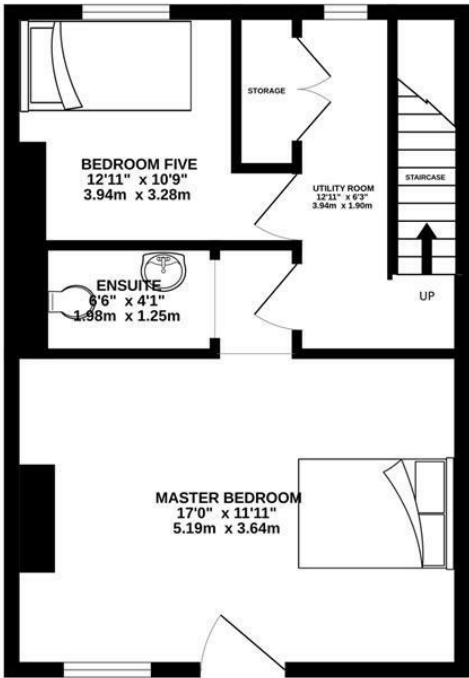 STORAGE
BEDROOM FIVE
12'11" x 10'9"
3.94m x 3.28m
UTILITY ROOM
12'11" x 6'3"
3.94m x 1.90m
STAIRCASE
UP
ENSUITE
6'6" x 4'1"
1.98m x 1.25m
MASTER BEDROOM
17'0" x 11'11"
5.19m x 3.64m